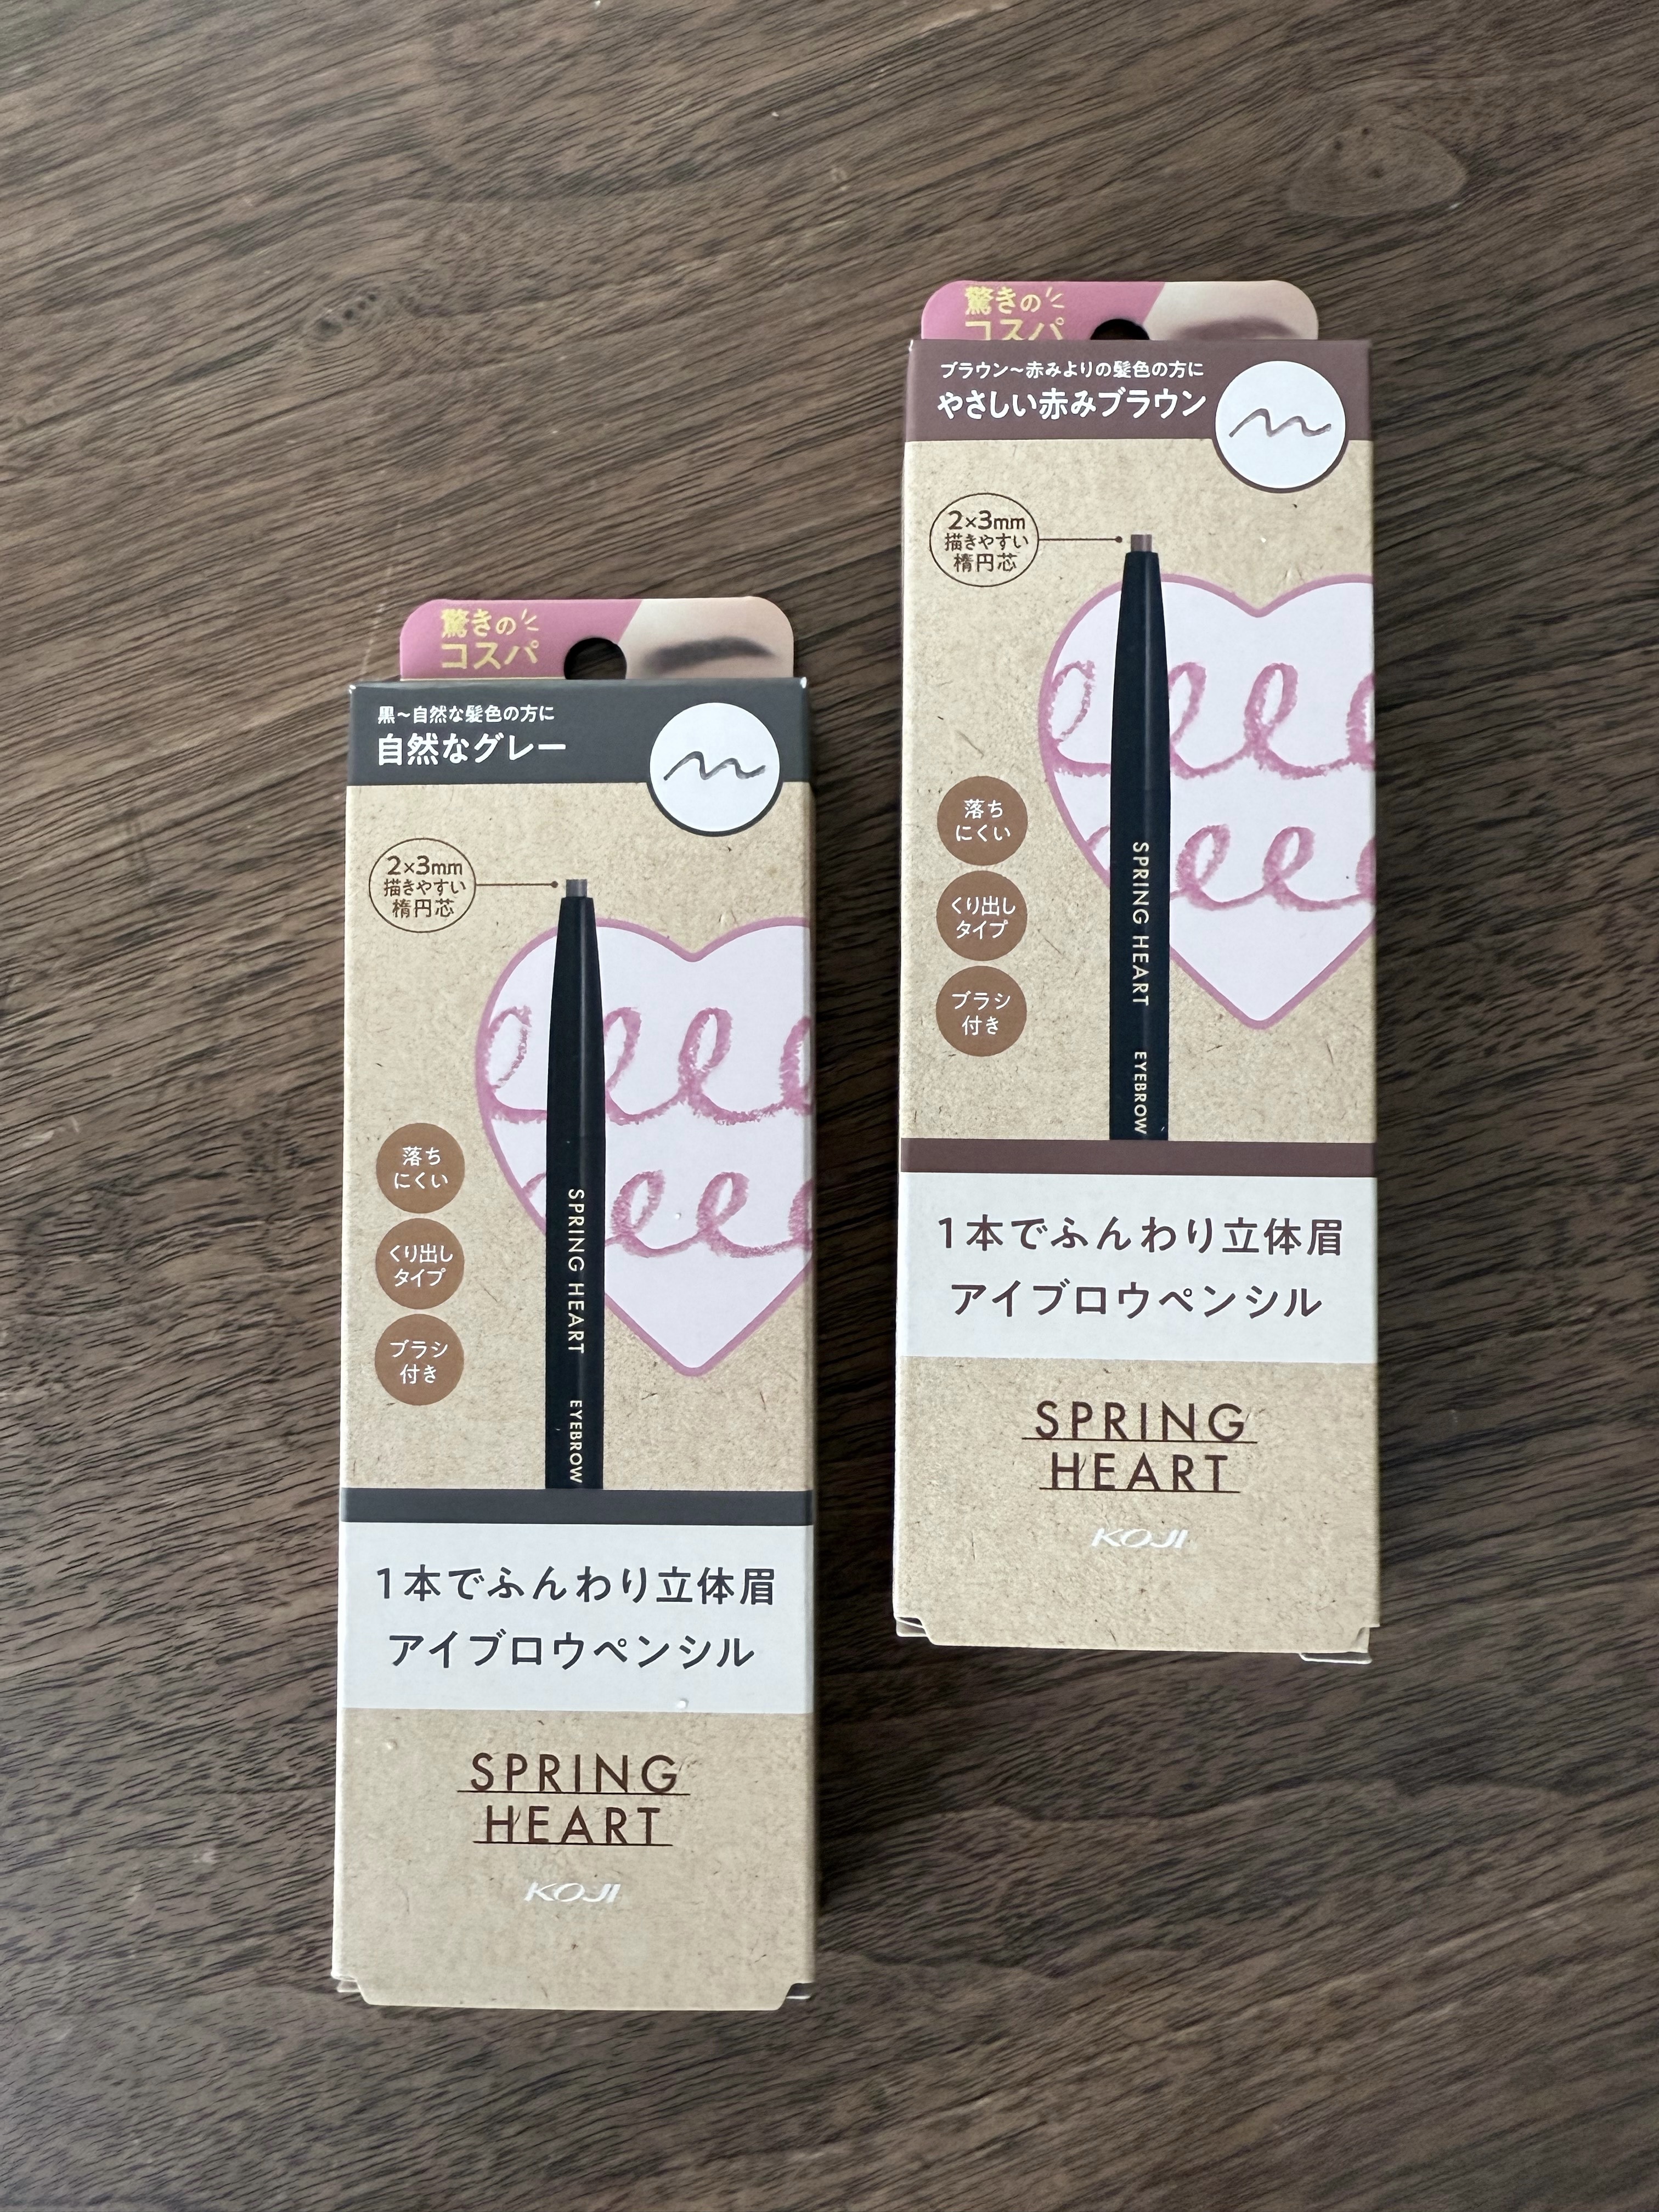 驚きの
コスパ
黒～自然な髪色の方に
自然なグレー
2×3mm
描きやすい
楕円芯
落ち
にくい
くり出し
タイプ
ブラシ
付き
SPRING HEART EYEBROW
1本でふんわり立体眉
アイブロウペンシル
SPRING
HEART
KOJI
驚きの
コスパ
ブラウン～赤みよりの髪色の方に
やさしい赤みブラウン
2×3mm
描きやすい
楕円芯
落ち
にくい
くり出し
タイプ
ブラシ
付き
SPRING HEART EYEBROW
1本でふんわり立体眉
アイブロウペンシル
SPRING
HEART
KOJI